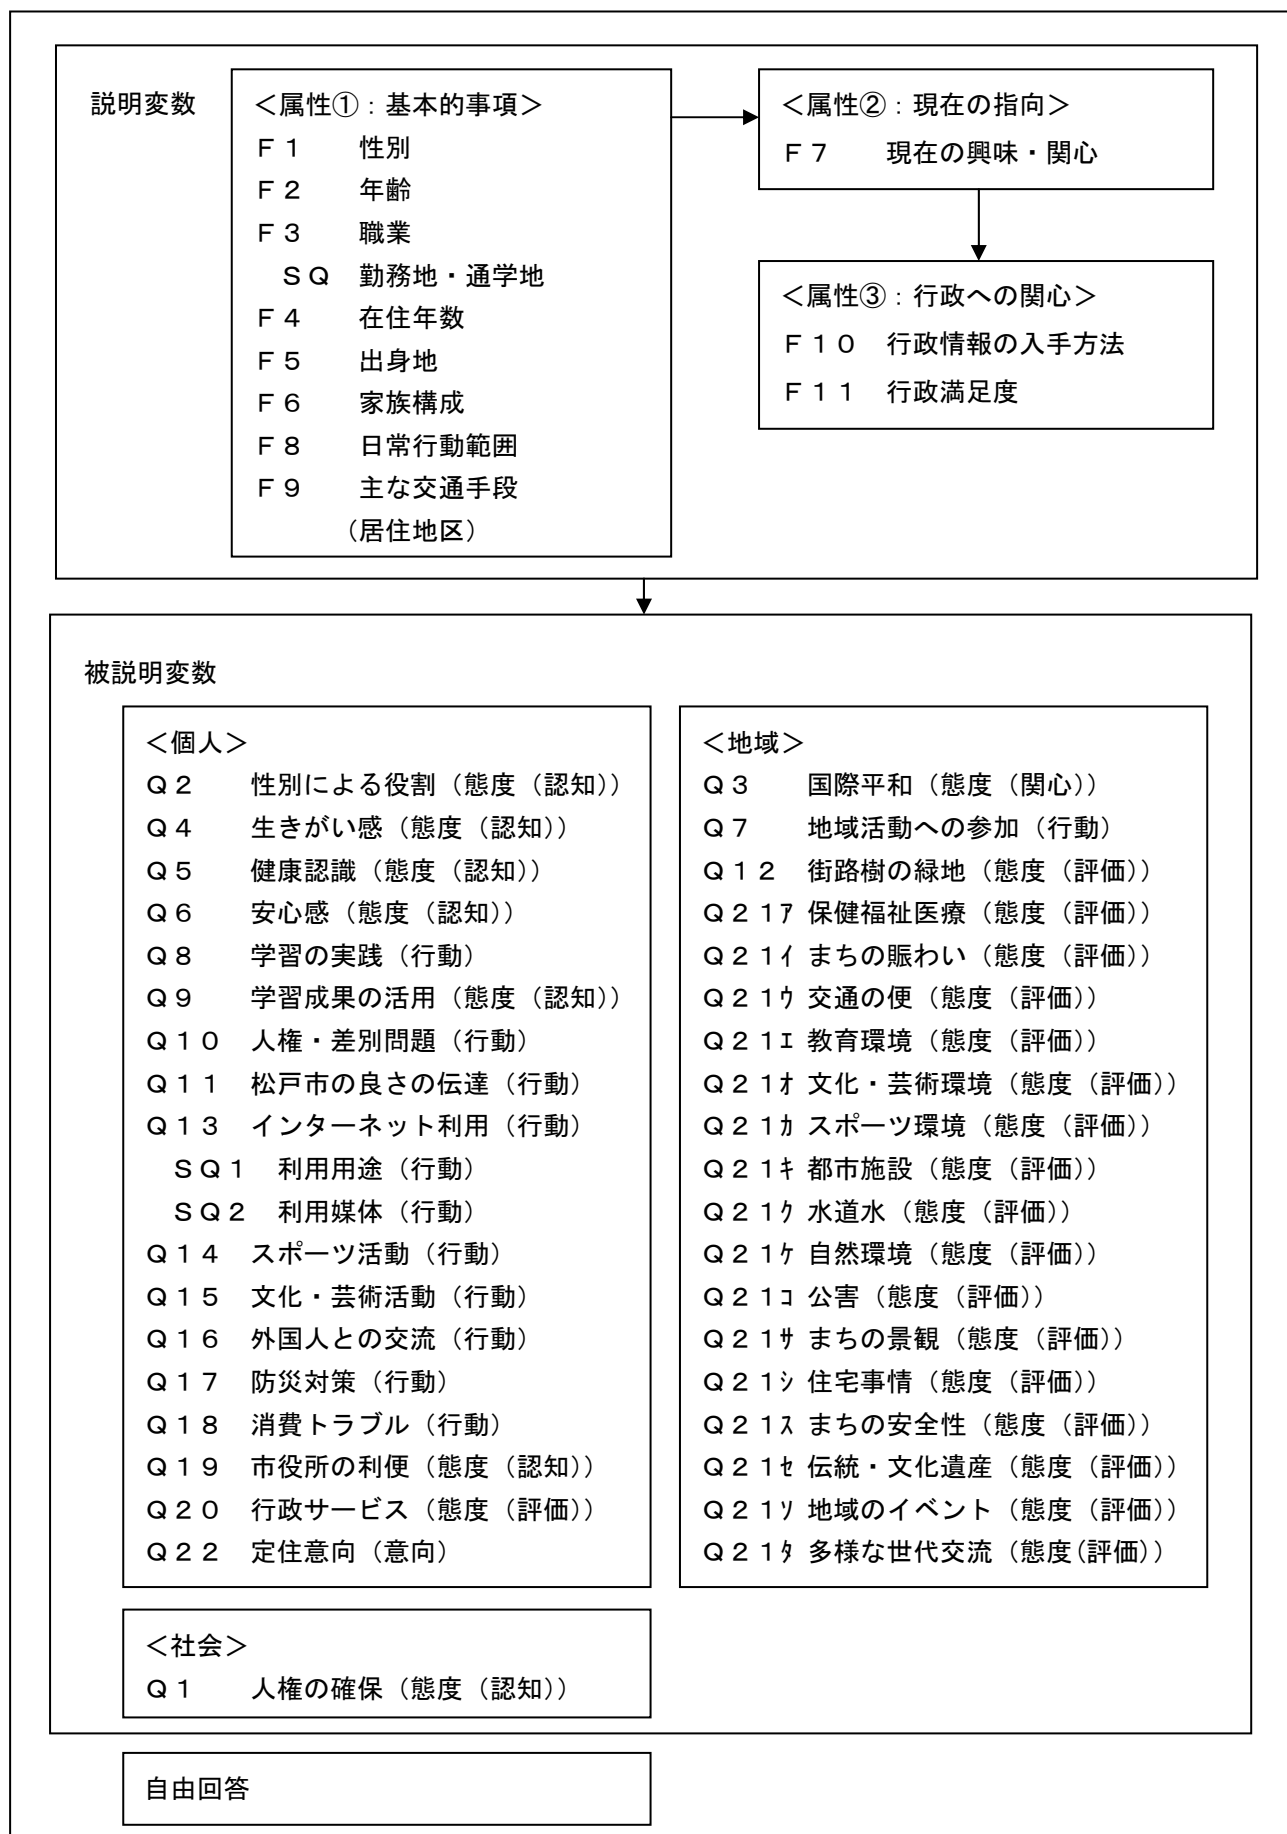 説明変数
＜属性①：基本的事項＞
Ｆ１　　性別
Ｆ２　　年齢
Ｆ３　　職業
ＳＱ　勤務地・通学地
Ｆ４　　在住年数
Ｆ５　　出身地
Ｆ６　　家族構成
Ｆ８　　日常行動範囲
Ｆ９　　主な交通手段
（居住地区）
＜属性②：現在の指向＞
Ｆ７　　現在の興味・関心
＜属性③：行政への関心＞
Ｆ１０　行政情報の入手方法
Ｆ１１　行政満足度
被説明変数
＜個人＞
Ｑ２　　性別による役割（態度（認知））
Ｑ４　　生きがい感（態度（認知））
Ｑ５　　健康認識（態度（認知））
Ｑ６　　安心感（態度（認知））
Ｑ８　　学習の実践（行動）
Ｑ９　　学習成果の活用（態度（認知））
Ｑ１０　人権・差別問題（行動）
Ｑ１１　松戸市の良さの伝達（行動）
Ｑ１３　インターネット利用（行動）
ＳＱ１　利用用途（行動）
ＳＱ２　利用媒体（行動）
Ｑ１４　スポーツ活動（行動）
Ｑ１５　文化・芸術活動（行動）
Ｑ１６　外国人との交流（行動）
Ｑ１７　防災対策（行動）
Ｑ１８　消費トラブル（行動）
Ｑ１９　市役所の利便（態度（認知））
Ｑ２０　行政サービス（態度（評価））
Ｑ２２　定住意向（意向）
＜地域＞
Ｑ３　　国際平和（態度（関心））
Ｑ７　　地域活動への参加（行動）
Ｑ１２　街路樹の緑地（態度（評価））
Ｑ２１ｱ 保健福祉医療（態度（評価））
Ｑ２１ｲ まちの賑わい（態度（評価））
Ｑ２１ｳ 交通の便（態度（評価））
Ｑ２１ｴ 教育環境（態度（評価））
Ｑ２１ｵ 文化・芸術環境（態度（評価））
Ｑ２１ｶ スポーツ環境（態度（評価））
Ｑ２１ｷ 都市施設（態度（評価））
Ｑ２１ｸ 水道水（態度（評価））
Ｑ２１ｹ 自然環境（態度（評価））
Ｑ２１ｺ 公害（態度（評価））
Ｑ２１ｻ まちの景観（態度（評価））
Ｑ２１ｼ 住宅事情（態度（評価））
Ｑ２１ｽ まちの安全性（態度（評価））
Ｑ２１ｾ 伝統・文化遺産（態度（評価））
Ｑ２１ｿ 地域のイベント（態度（評価））
Ｑ２１ﾀ 多様な世代交流（態度(評価））
＜社会＞
Ｑ１　　人権の確保（態度（認知））
自由回答